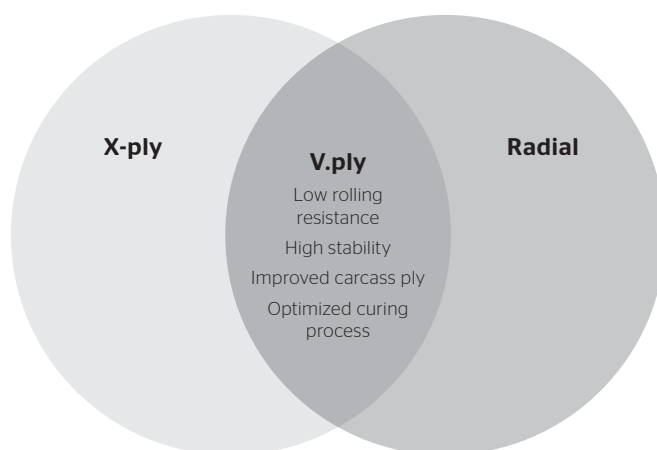 X-ply
Radial
V.ply
Low rolling
resistance
High stability
Improved carcass ply
Optimized curing
process